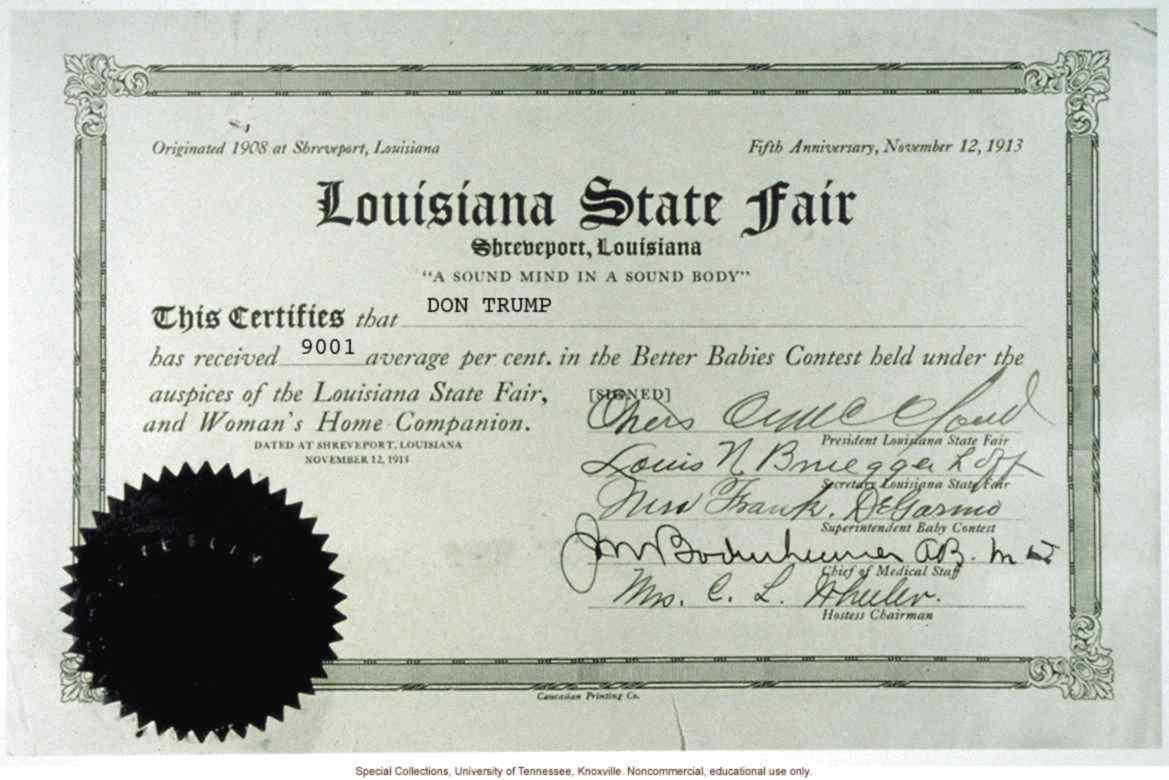 Originated 1908 at Shreveport, Louisiana
Fifth Anniversary, November 12, 1913
Louisiana State Fair
Shreveport, Louisiana
"A SOUND MIND IN A SOUND BODY"
This Certifies that DON TRUMP
has received 9001 average per cent. in the Better Babies Contest held under the
auspices of the Louisiana State Fair,
and Woman's Home Companion.
DATED AT SHREVEPORT, LOUISIANA
NOVEMBER 12, 1913
[SIGNED]
President Louisiana State Fair
Louis N. Brueggerhoff
Secretary Louisiana State Fair
Mrs Frank DeGarmo
Superintendent Baby Contest
J M Bodenheimer A.B. M D
Chief of Medical Staff
Mrs. C. L. Wheeler.
Hostess Chairman
Caucasian Printing Co.
Special Collections, University of Tennessee, Knoxville. Noncommercial, educational use only.